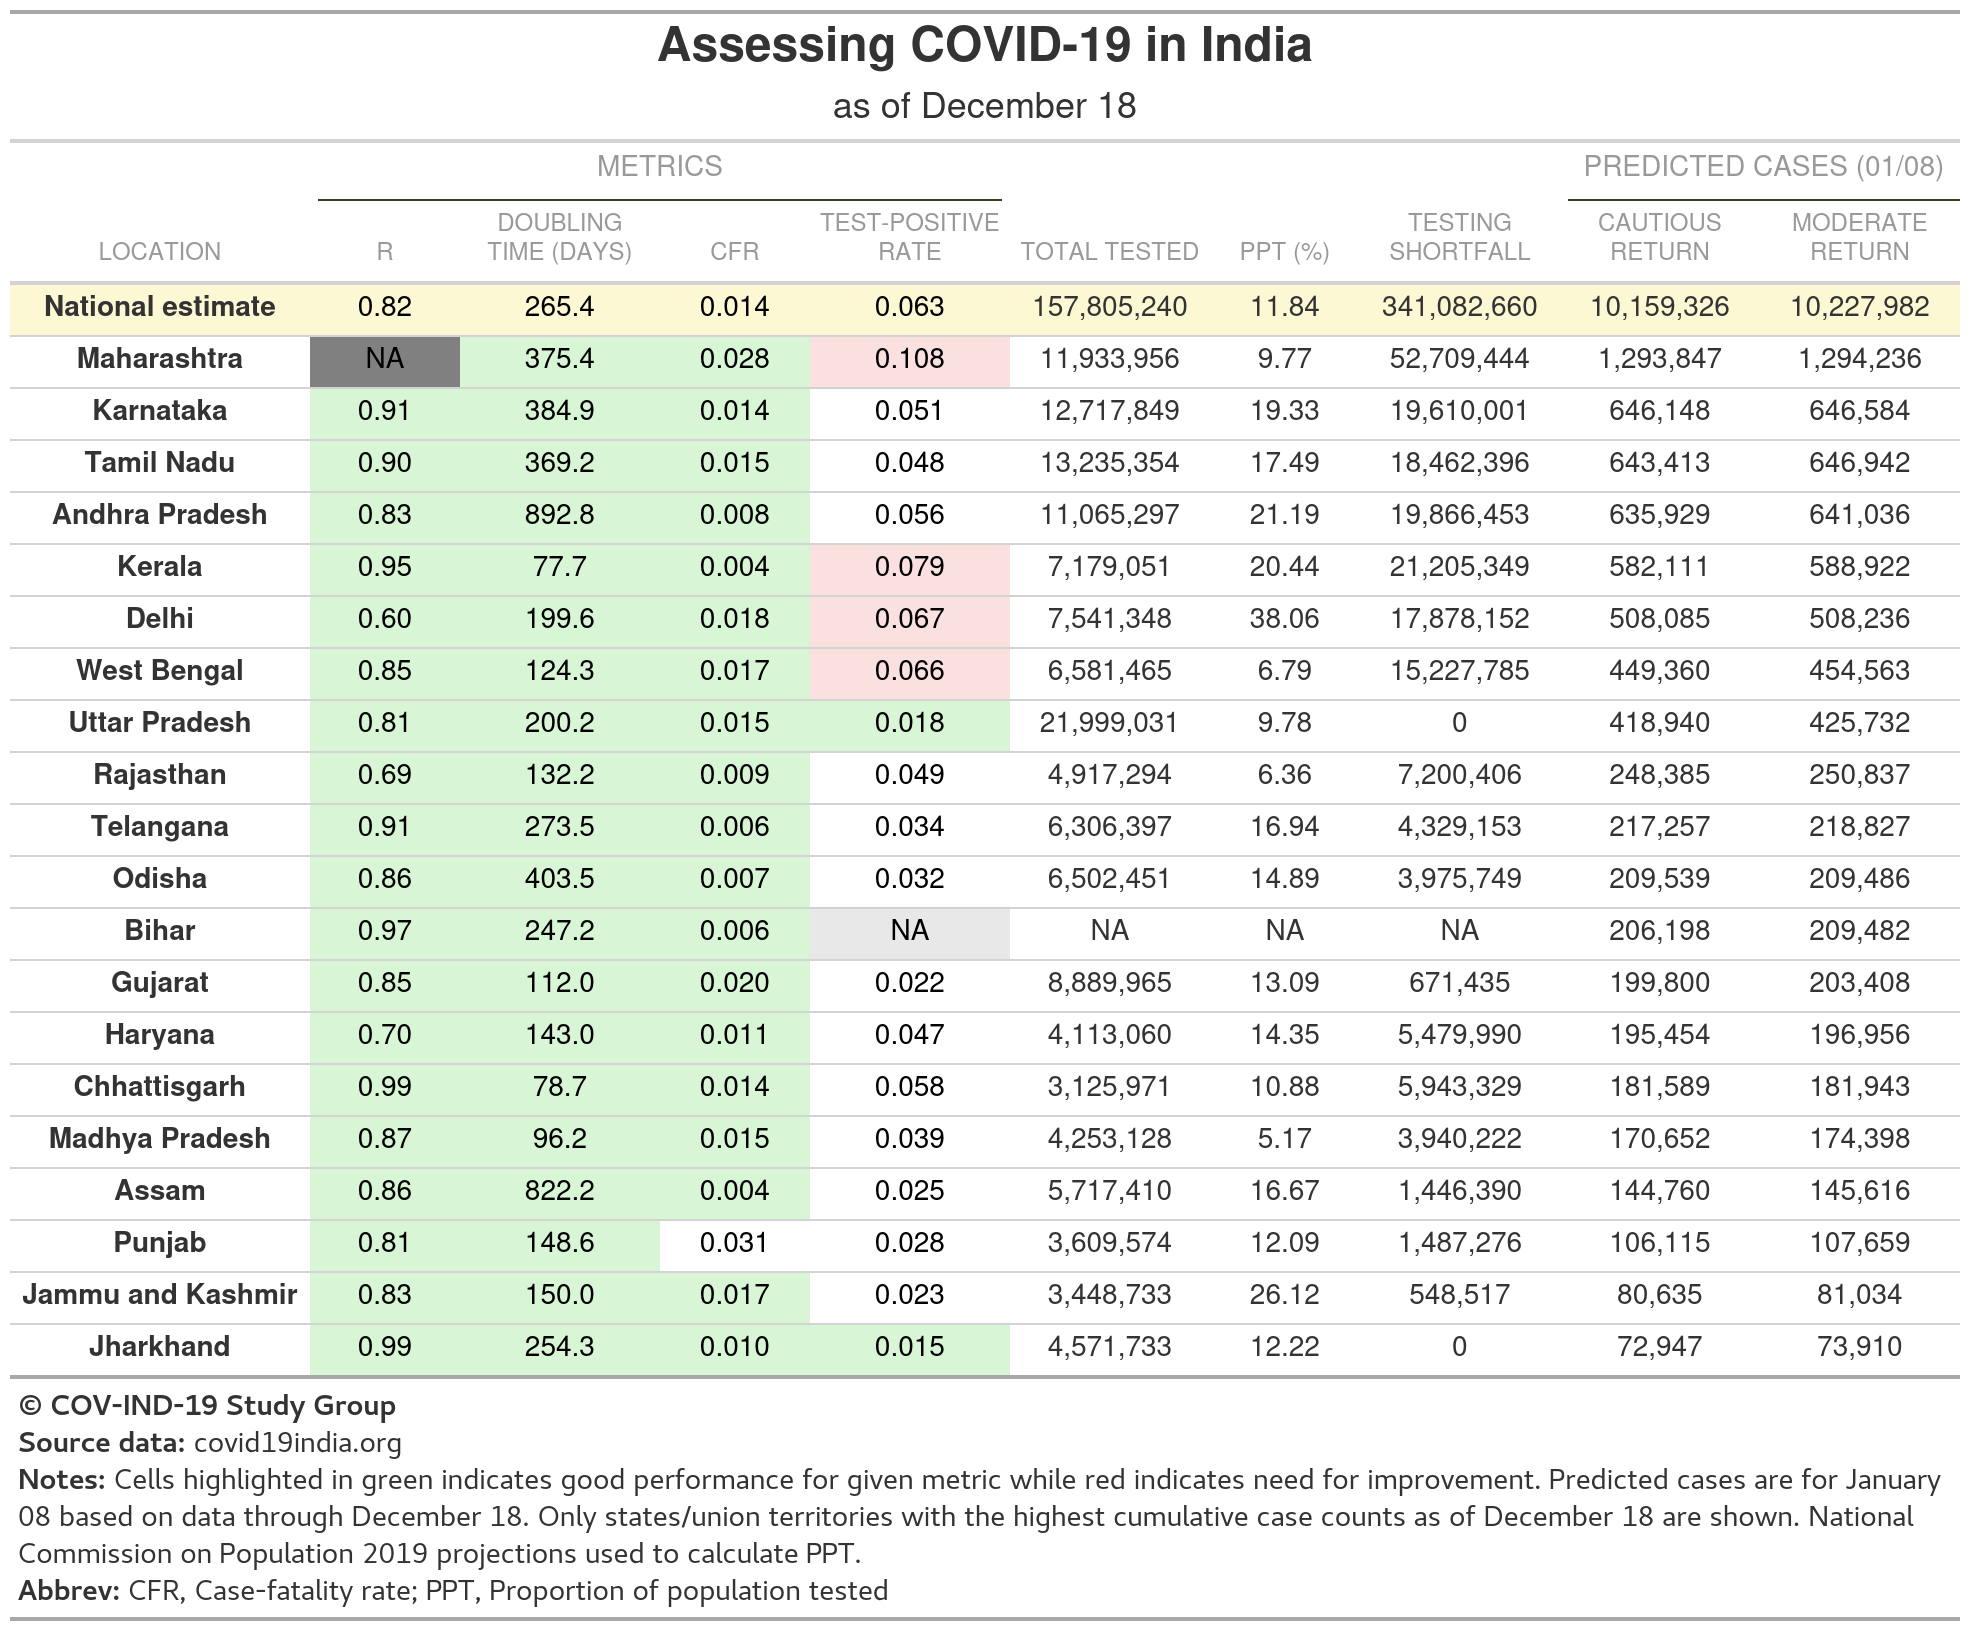 Assessing COVID-19 in India
as of December 18
METRICS PREDICTED CASES (01/08)
LOCATION R DOUBLING TIME (DAYS) CFR TEST-POSITIVE RATE TOTAL TESTED PPT (%) TESTING SHORTFALL CAUTIOUS RETURN MODERATE RETURN
National estimate 0.82 265.4 0.014 0.063 157,805,240 11.84 341,082,660 10,159,326 10,227,982
Maharashtra NA 375.4 0.028 0.108 11,933,956 9.77 52,709,444 1,293,847 1,294,236
Karnataka 0.91 384.9 0.014 0.051 12,717,849 19.33 19,610,001 646,148 646,584
Tamil Nadu 0.90 369.2 0.015 0.048 13,235,354 17.49 18,462,396 643,413 646,942
Andhra Pradesh 0.83 892.8 0.008 0.056 11,065,297 21.19 19,866,453 635,929 641,036
Kerala 0.95 77.7 0.004 0.079 7,179,051 20.44 21,205,349 582,111 588,922
Delhi 0.60 199.6 0.018 0.067 7,541,348 38.06 17,878,152 508,085 508,236
West Bengal 0.85 124.3 0.017 0.066 6,581,465 6.79 15,227,785 449,360 454,563
Uttar Pradesh 0.81 200.2 0.015 0.018 21,999,031 9.78 0 418,940 425,732
Rajasthan 0.69 132.2 0.009 0.049 4,917,294 6.36 7,200,406 248,385 250,837
Telangana 0.91 273.5 0.006 0.034 6,306,397 16.94 4,329,153 217,257 218,827
Odisha 0.86 403.5 0.007 0.032 6,502,451 14.89 3,975,749 209,539 209,486
Bihar 0.97 247.2 0.006 NA NA NA NA 206,198 209,482
Gujarat 0.85 112.0 0.020 0.022 8,889,965 13.09 671,435 199,800 203,408
Haryana 0.70 143.0 0.011 0.047 4,113,060 14.35 5,479,990 195,454 196,956
Chhattisgarh 0.99 78.7 0.014 0.058 3,125,971 10.88 5,943,329 181,589 181,943
Madhya Pradesh 0.87 96.2 0.015 0.039 4,253,128 5.17 3,940,222 170,652 174,398
Assam 0.86 822.2 0.004 0.025 5,717,410 16.67 1,446,390 144,760 145,616
Punjab 0.81 148.6 0.031 0.028 3,609,574 12.09 1,487,276 106,115 107,659
Jammu and Kashmir 0.83 150.0 0.017 0.023 3,448,733 26.12 548,517 80,635 81,034
Jharkhand 0.99 254.3 0.010 0.015 4,571,733 12.22 0 72,947 73,910
© COV-IND-19 Study Group
Source data: covid19india.org
Notes: Cells highlighted in green indicates good performance for given metric while red indicates need for improvement. Predicted cases are for January
08 based on data through December 18. Only states/union territories with the highest cumulative case counts as of December 18 are shown. National
Commission on Population 2019 projections used to calculate PPT.
Abbrev: CFR, Case-fatality rate; PPT, Proportion of population tested